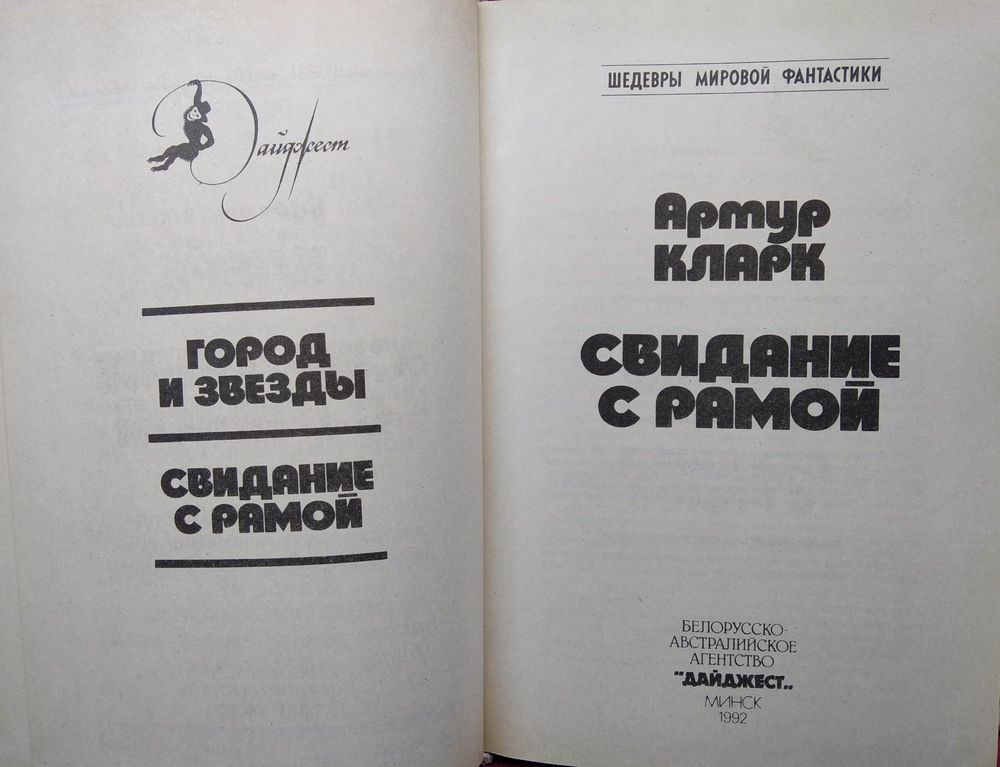 Дайджест
ГОРОД
И ЗВЕЗДЫ
СВИДАНИЕ
С РАМОЙ
ШЕДЕВРЫ МИРОВОЙ ФАНТАСТИКИ
Артур
КЛАРК
СВИДАНИЕ
С РАМОЙ
БЕЛОРУССКО-
АВСТРАЛИЙСКОЕ
АГЕНТСТВО
"ДАЙДЖЕСТ„
МИНСК
1992